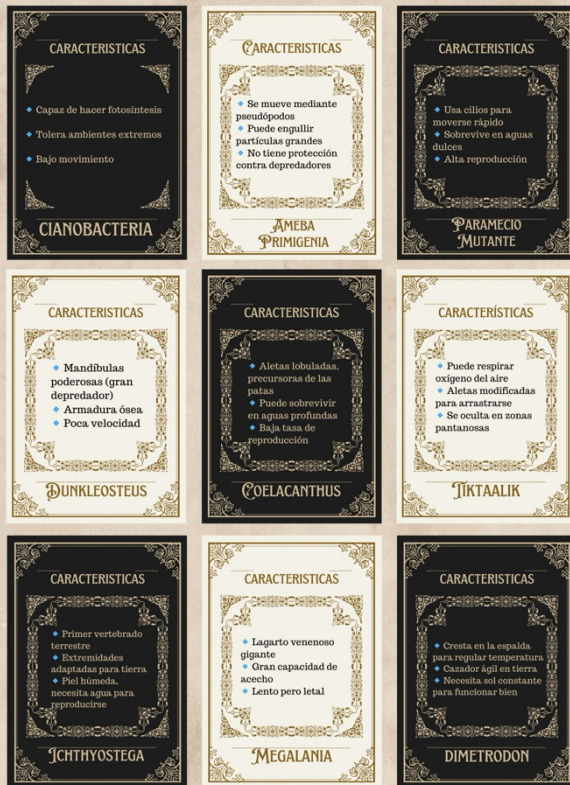 CARACTERISTICAS
Capaz de hacer fotosíntesis
Tolera ambientes extremos
Bajo movimiento
CIANOBACTERIA
CARACTERISTICAS
Se mueve mediante
pseudópodos
Puede engullir
partículas grandes
No tiene protección
contra depredadores
AMEBA
PRIMIGENIA
CARACTERISTICAS
Usa cilios para
moverse rápido
Sobrevive en aguas
dulces
Alta reproducción
PARAMECIO
MUTANTE
CARACTERISTICAS
Mandíbulas
poderosas (gran
depredador)
Armadura ósea
Poca velocidad
DUNKLEOSTEUS
CARACTERISTICAS
Aletas lobuladas,
precursoras de las
patas
Puede sobrevivir
en aguas profundas
Baja tasa de
reproducción
COELACANTHUS
CARACTERÍSTICAS
Puede respirar
oxígeno del aire
Aletas modificadas
para arrastrarse
Se oculta en zonas
pantanosas
TIKTAALIK
CARACTERISTICAS
Primer vertebrado
terrestre
Extremidades
adaptadas para tierra
Piel húmeda,
necesita agua para
reproducirse
ICHTHYOSTEGA
CARACTERISTICAS
Lagarto venenoso
gigante
Gran capacidad de
acecho
Lento pero letal
MEGALANIA
CARACTERISTICAS
Cresta en la espalda
para regular temperatura
Cazador ágil en tierra
Necesita sol constante
para funcionar bien
DIMETRODON